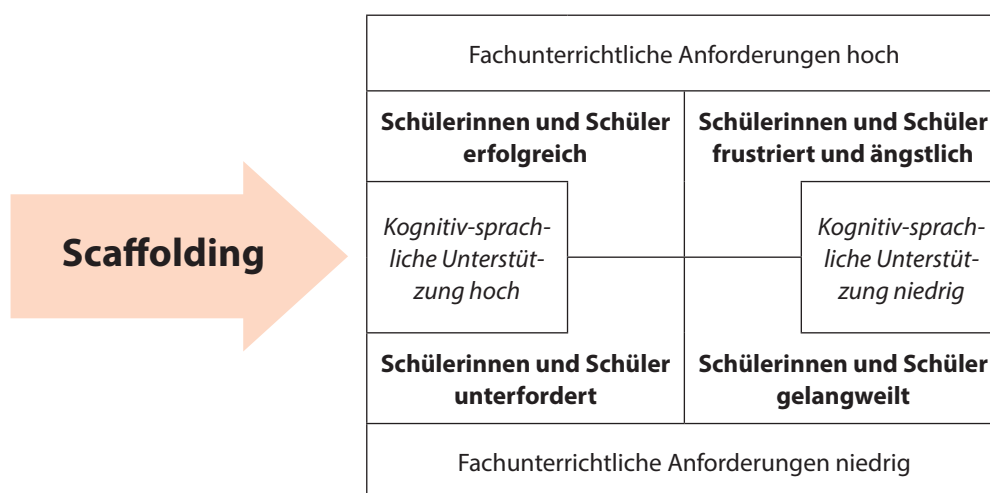 Fachunterrichtliche Anforderungen hoch
Schülerinnen und Schüler
erfolgreich
Schülerinnen und Schüler
frustriert und ängstlich
Scaffolding
Kognitiv-sprach-
liche Unterstüt-
zung hoch
Kognitiv-sprach-
liche Unterstüt-
zung niedrig
Schülerinnen und Schüler
unterfordert
Schülerinnen und Schüler
gelangweilt
Fachunterrichtliche Anforderungen niedrig